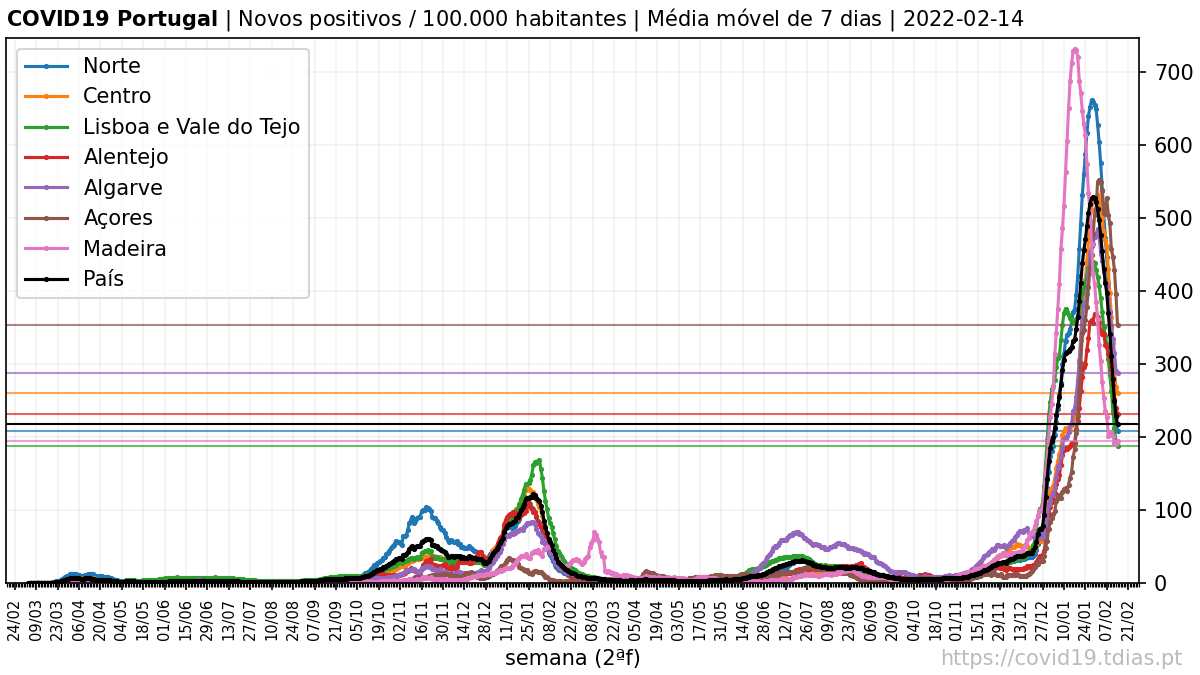 COVID19 Portugal | Novos positivos / 100.000 habitantes | Média móvel de 7 dias | 2022-02-14
Norte
Centro
Lisboa e Vale do Tejo
Alentejo
Algarve
Açores
Madeira
País
700
600
500
400
300
200
100
0
24/02 09/03 23/03 06/04 20/04 04/05 18/05 01/06 15/06 29/06 13/07 27/07 10/08 24/08 07/09 21/09 05/10 19/10 02/11 16/11 30/11 14/12 28/12 11/01 25/01 08/02 22/02 08/03 22/03 05/04 19/04 03/05 17/05 31/05 14/06 28/06 12/07 26/07 09/08 23/08 06/09 20/09 04/10 18/10 01/11 15/11 29/11 13/12 27/12 10/01 24/01 07/02 21/02
semana (2ªf)
https://covid19.tdias.pt